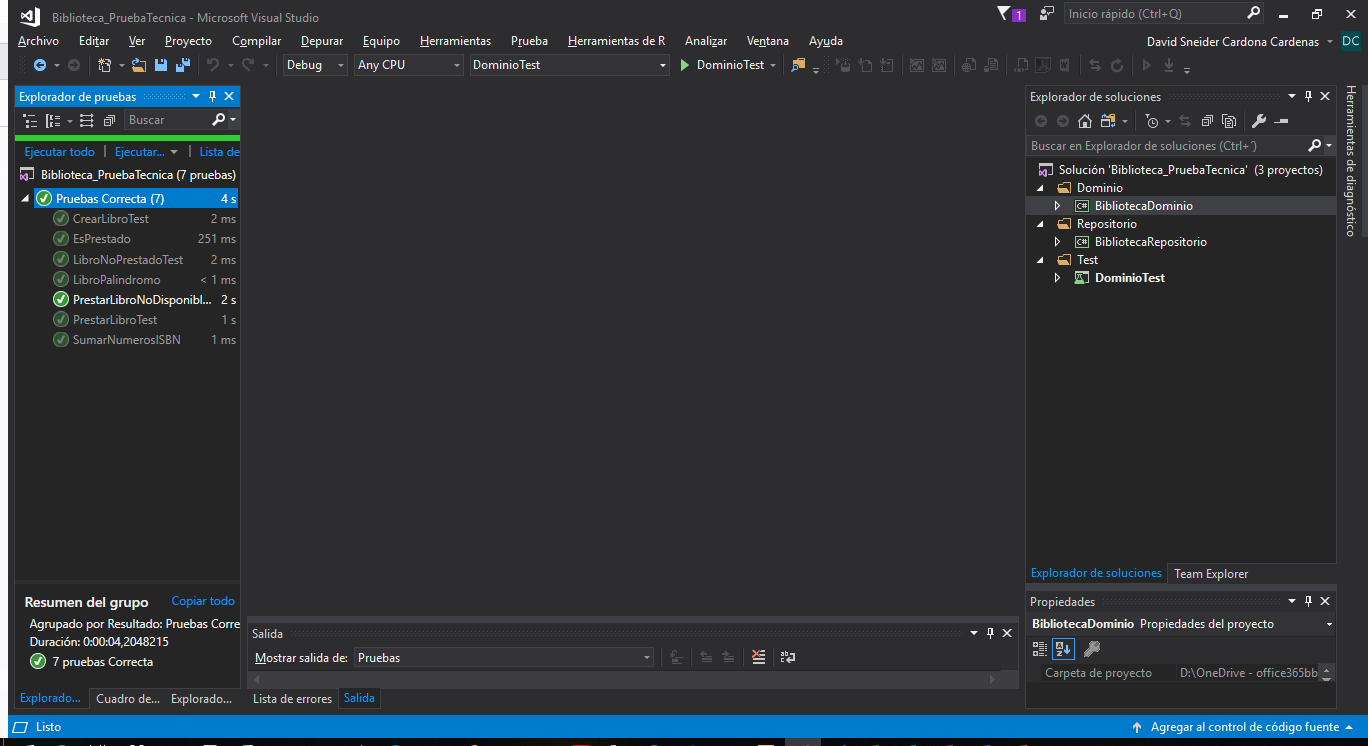 Biblioteca_PruebaTecnica - Microsoft Visual Studio
1
Inicio rápido (Ctrl+Q)
Archivo Editar Ver Proyecto Compilar Depurar Equipo Herramientas Prueba Herramientas de R Analizar Ventana Ayuda
David Sneider Cardona Cardenas DC
Debug Any CPU DominioTest DominioTest
Explorador de pruebas
Buscar
Ejecutar todo | Ejecutar... | Lista de
Biblioteca_PruebaTecnica (7 pruebas)
Pruebas Correcta (7) 4 s
CrearLibroTest 2 ms
EsPrestado 251 ms
LibroNoPrestadoTest 2 ms
LibroPalindromo < 1 ms
PrestarLibroNoDisponibl... 2 s
PrestarLibroTest 1 s
SumarNumerosISBN 1 ms
Resumen del grupo Copiar todo
Agrupado por Resultado: Pruebas Corre
Duración: 0:00:04,2048215
7 pruebas Correcta
Explorado... Cuadro de... Explorado...
Salida
Mostrar salida de: Pruebas
Lista de errores Salida
Explorador de soluciones
Buscar en Explorador de soluciones (Ctrl+´)
Solución 'Biblioteca_PruebaTecnica' (3 proyectos)
Dominio
C# BibliotecaDominio
Repositorio
C# BibliotecaRepositorio
Test
DominioTest
Explorador de soluciones Team Explorer
Propiedades
BibliotecaDominio Propiedades del proyecto
Carpeta de proyecto D:\OneDrive - office365bb
Herramientas de diagnóstico
Listo
Agregar al control de código fuente